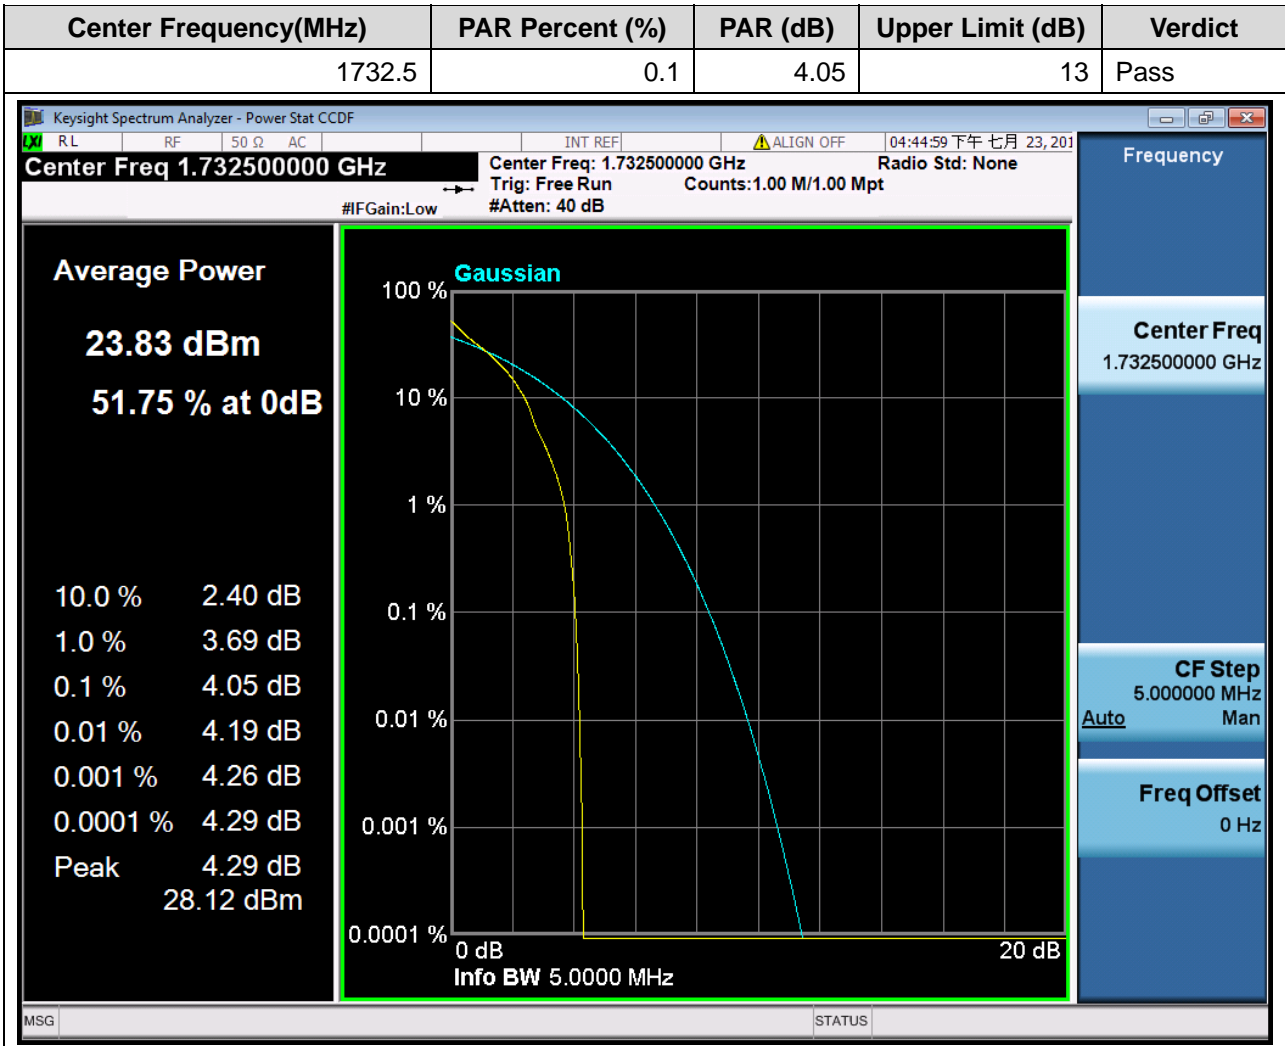 Center Frequency(MHz) PAR Percent (%) PAR (dB) Upper Limit (dB) Verdict
1732.5 0.1 4.05 13 Pass
Keysight Spectrum Analyzer - Power Stat CCDF
LXI RL RF 50 Ω AC INT REF ALIGN OFF 04:44:59 下午 七月 23, 201
Center Freq 1.732500000 GHz
Center Freq: 1.732500000 GHz Radio Std: None
Trig: Free Run Counts:1.00 M/1.00 Mpt
#IFGain:Low #Atten: 40 dB
Average Power
23.83 dBm
51.75 % at 0dB
10.0 % 2.40 dB
1.0 % 3.69 dB
0.1 % 4.05 dB
0.01 % 4.19 dB
0.001 % 4.26 dB
0.0001 % 4.29 dB
Peak 4.29 dB
28.12 dBm
Gaussian
100 %
10 %
1 %
0.1 %
0.01 %
0.001 %
0.0001 %
0 dB 20 dB
Info BW 5.0000 MHz
Frequency
Center Freq
1.732500000 GHz
CF Step
5.000000 MHz
Auto Man
Freq Offset
0 Hz
MSG STATUS